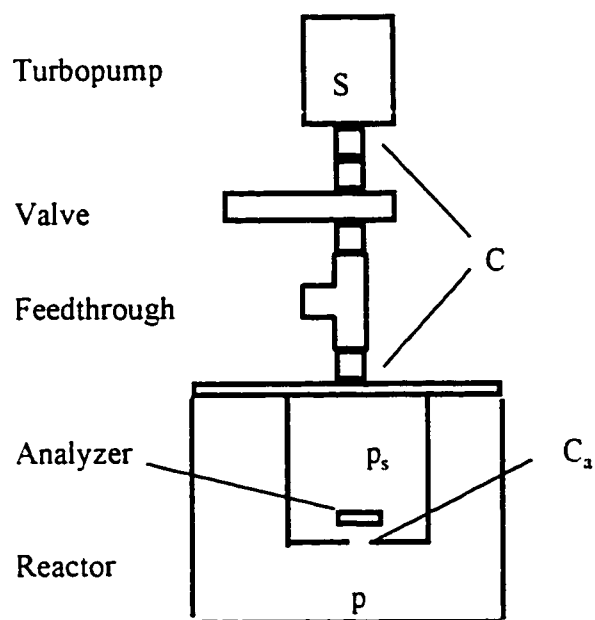 Turbopump
S
Valve
C
Feedthrough
Analyzer
ps
Ca
Reactor
p